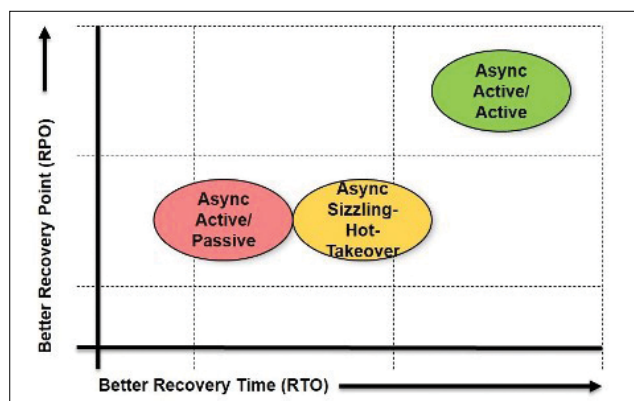 Better Recovery Point (RPO)
Async
Active/
Active
Async
Active/
Passive
Async
Sizzling-
Hot-
Takeover
Better Recovery Time (RTO)